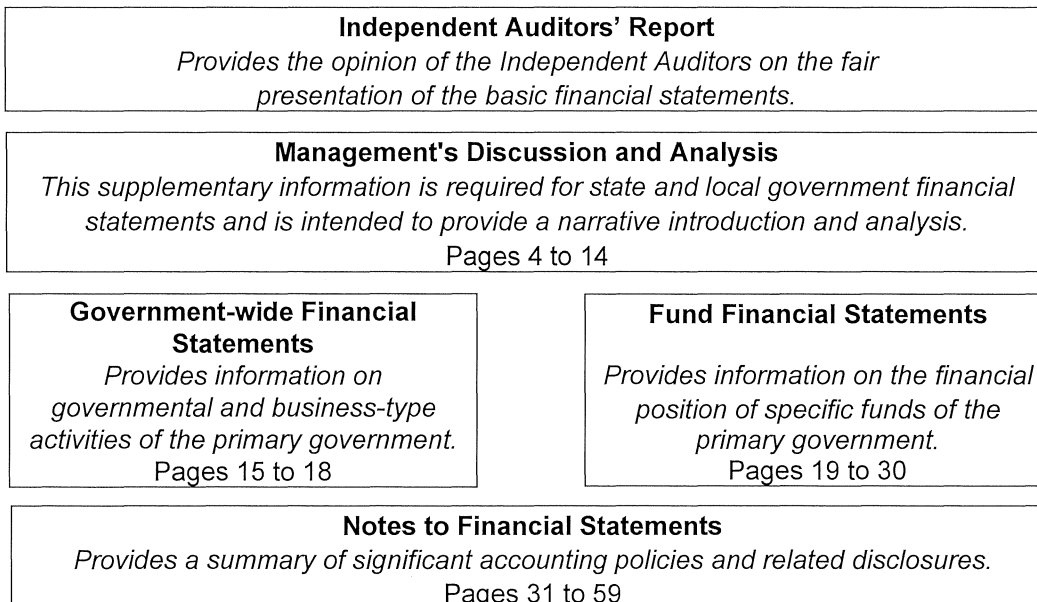 Independent Auditors' Report
Provides the opinion of the Independent Auditors on the fair
presentation of the basic financial statements.
Management's Discussion and Analysis
This supplementary information is required for state and local government financial
statements and is intended to provide a narrative introduction and analysis.
Pages 4 to 14
Government-wide Financial
Statements
Provides information on
governmental and business-type
activities of the primary government.
Pages 15 to 18
Fund Financial Statements
Provides information on the financial
position of specific funds of the
primary government.
Pages 19 to 30
Notes to Financial Statements
Provides a summary of significant accounting policies and related disclosures.
Pages 31 to 59